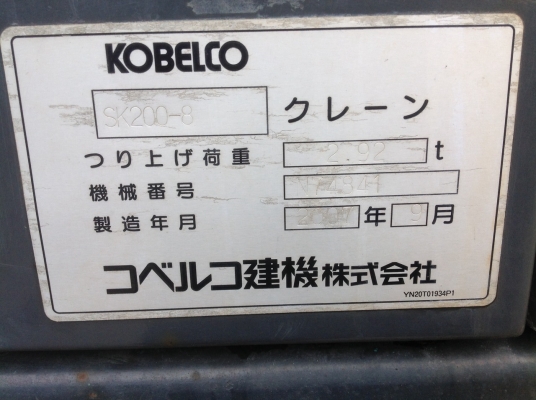 KOBELCO
SK200-8 クレーン
つり上げ荷重 2.92 t
機械番号
製造年月 年 9 月
コベルコ建機株式会社
YN20T01934P1